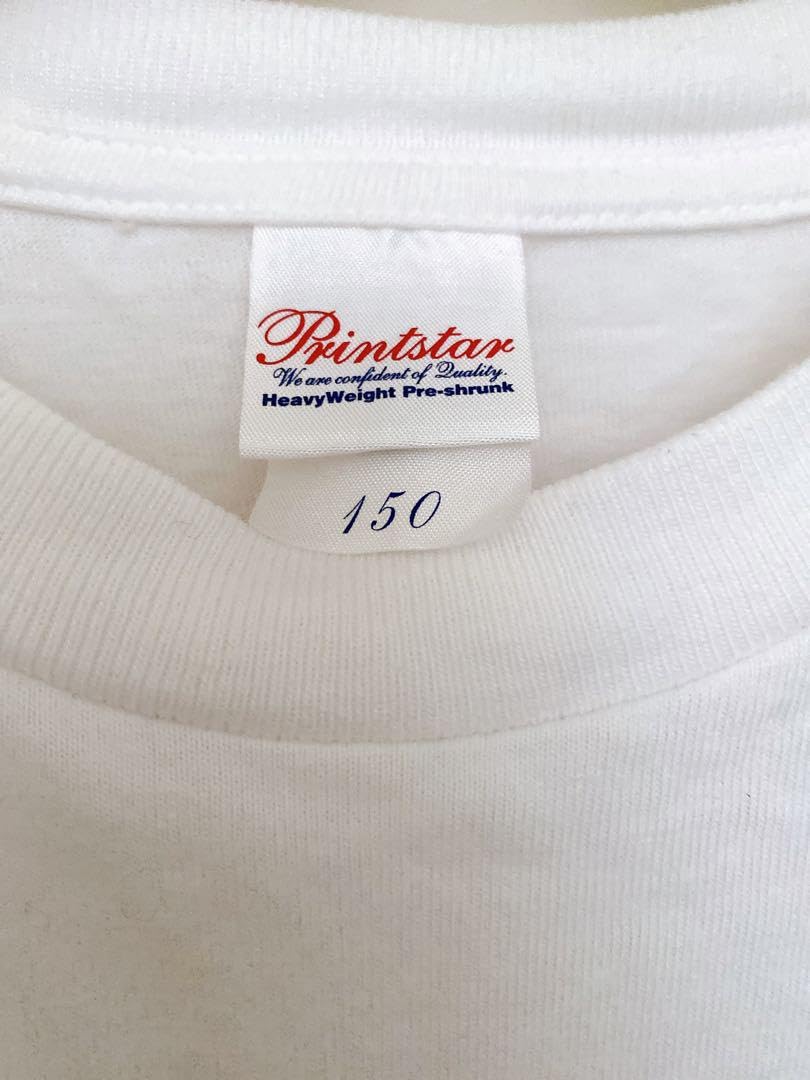 Printstar
We are confident of Quality.
HeavyWeight Pre-shrunk
150